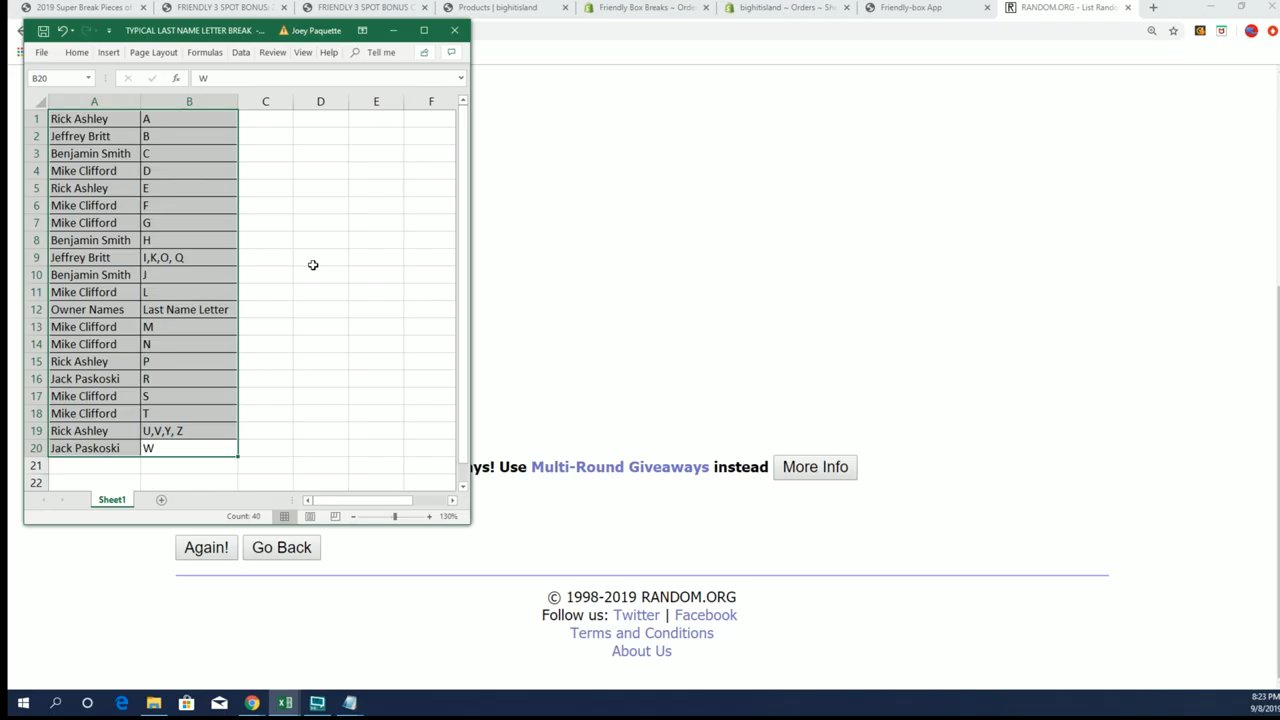 2019 Super Break Pieces of
FRIENDLY 3 SPOT BONUS:
FRIENDLY 3 SPOT BONUS C
Products | bighitisland
Friendly Box Breaks ~ Orders
bighitisland ~ Orders ~ Sh
Friendly-box App
RANDOM.ORG - List Rando
TYPICAL LAST NAME LETTER BREAK -...
Joey Paquette
File Home Insert Page Layout Formulas Data Review View Help Tell me
B20 fx W
A B C D E F
1 Rick Ashley A
2 Jeffrey Britt B
3 Benjamin Smith C
4 Mike Clifford D
5 Rick Ashley E
6 Mike Clifford F
7 Mike Clifford G
8 Benjamin Smith H
9 Jeffrey Britt I,K,O, Q
10 Benjamin Smith J
11 Mike Clifford L
12 Owner Names Last Name Letter
13 Mike Clifford M
14 Mike Clifford N
15 Rick Ashley P
16 Jack Paskoski R
17 Mike Clifford S
18 Mike Clifford T
19 Rick Ashley U,V,Y, Z
20 Jack Paskoski W
21
22
Sheet1
Count: 40 130%
ys! Use Multi-Round Giveaways instead More Info
Again! Go Back
© 1998-2019 RANDOM.ORG
Follow us: Twitter | Facebook
Terms and Conditions
About Us
8:23 PM
9/8/2019